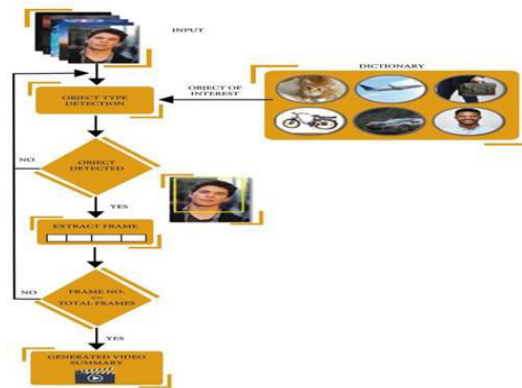 INPUT
DICTIONARY
OBJECT TYPE
DETECTION
OBJECT OF
INTEREST
NO
OBJECT
DETECTED
YES
EXTRACT FRAME
NO
FRAME NO.
==
TOTAL FRAMES
YES
GENERATED VIDEO
SUMMARY